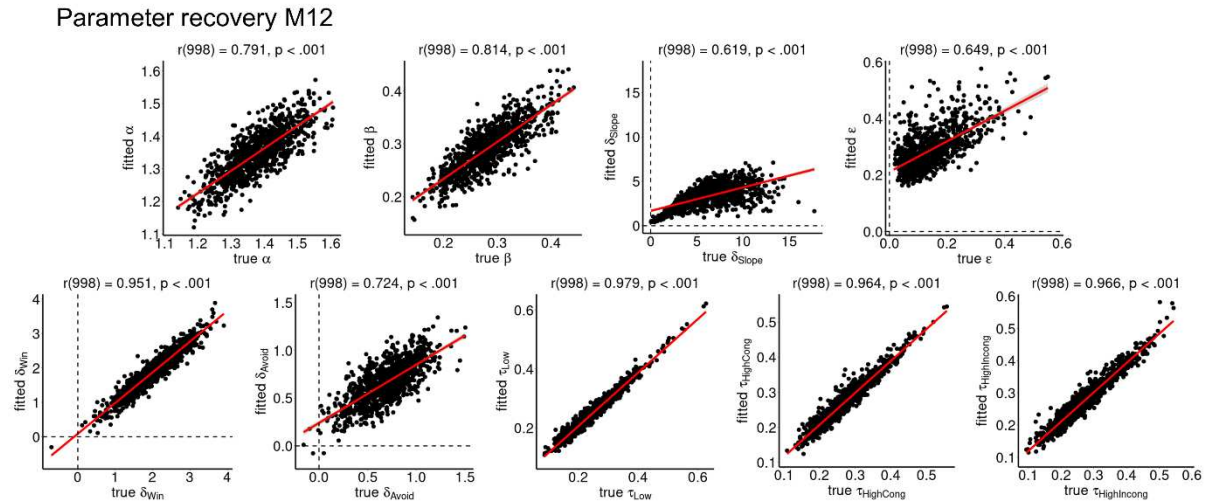 Parameter recovery M12
r(998) = 0.791, p < .001
1.6
1.5
1.4
1.3
1.2
1.1
fitted α
1.1 1.2 1.3 1.4 1.5 1.6
true α
r(998) = 0.814, p < .001
0.4
0.3
0.2
fitted β
0.2 0.3 0.4
true β
r(998) = 0.619, p < .001
15
10
5
0
fitted δSlope
0 5 10 15
true δSlope
r(998) = 0.649, p < .001
0.6
0.4
0.2
0.0
fitted ε
0.0 0.2 0.4 0.6
true ε
r(998) = 0.951, p < .001
4
3
2
1
0
fitted δWin
0 1 2 3 4
true δWin
r(998) = 0.724, p < .001
1.5
1.0
0.5
0.0
fitted δAvoid
0.0 0.5 1.0 1.5
true δAvoid
r(998) = 0.979, p < .001
0.6
0.4
0.2
fitted τLow
0.2 0.4 0.6
true τLow
r(998) = 0.964, p < .001
0.5
0.4
0.3
0.2
0.1
fitted τHighCong
0.1 0.2 0.3 0.4 0.5
true τHighCong
r(998) = 0.966, p < .001
0.5
0.4
0.3
0.2
0.1
fitted τHighIncong
0.1 0.2 0.3 0.4 0.5 0.6
true τHighIncong